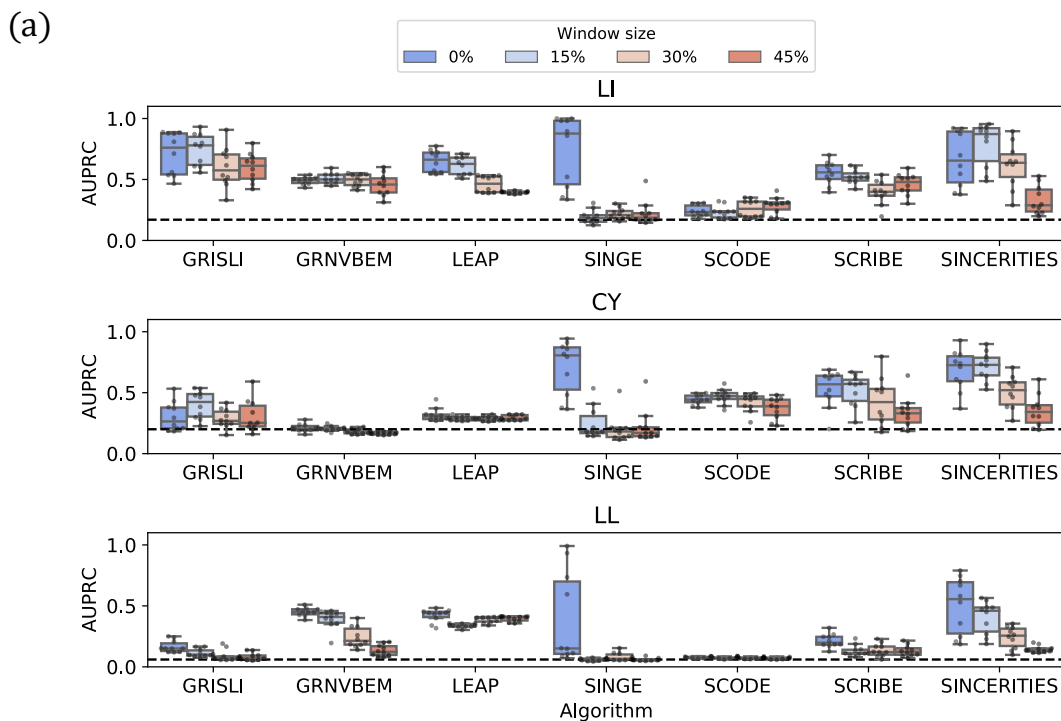 (a)
Window size
0% 15% 30% 45%
LI
AUPRC
1.0
0.5
0.0
GRISLI GRNVBEM LEAP SINGE SCODE SCRIBE SINCERITIES
CY
AUPRC
1.0
0.5
0.0
GRISLI GRNVBEM LEAP SINGE SCODE SCRIBE SINCERITIES
LL
AUPRC
1.0
0.5
0.0
GRISLI GRNVBEM LEAP SINGE SCODE SCRIBE SINCERITIES
Algorithm